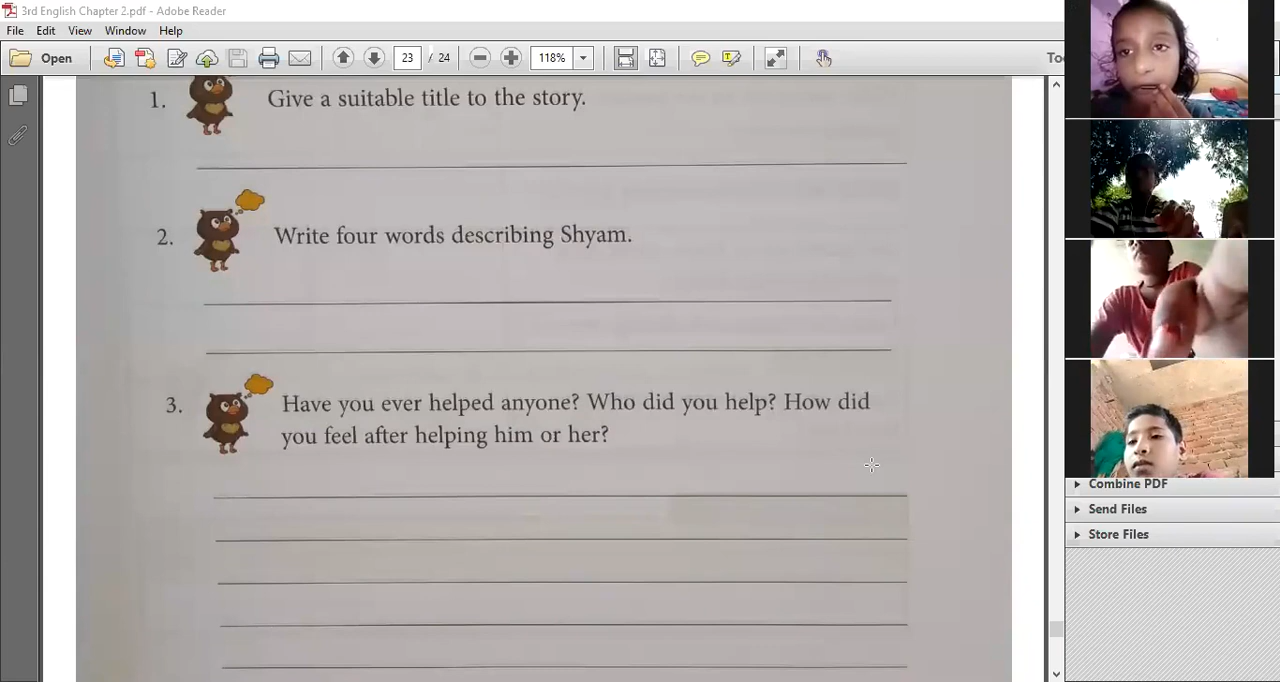 3rd English Chapter 2.pdf - Adobe Reader
File Edit View Window Help
Open 23 / 24 118%
1. Give a suitable title to the story.
2. Write four words describing Shyam.
3. Have you ever helped anyone? Who did you help? How did
you feel after helping him or her?
Combine PDF
Send Files
Store Files